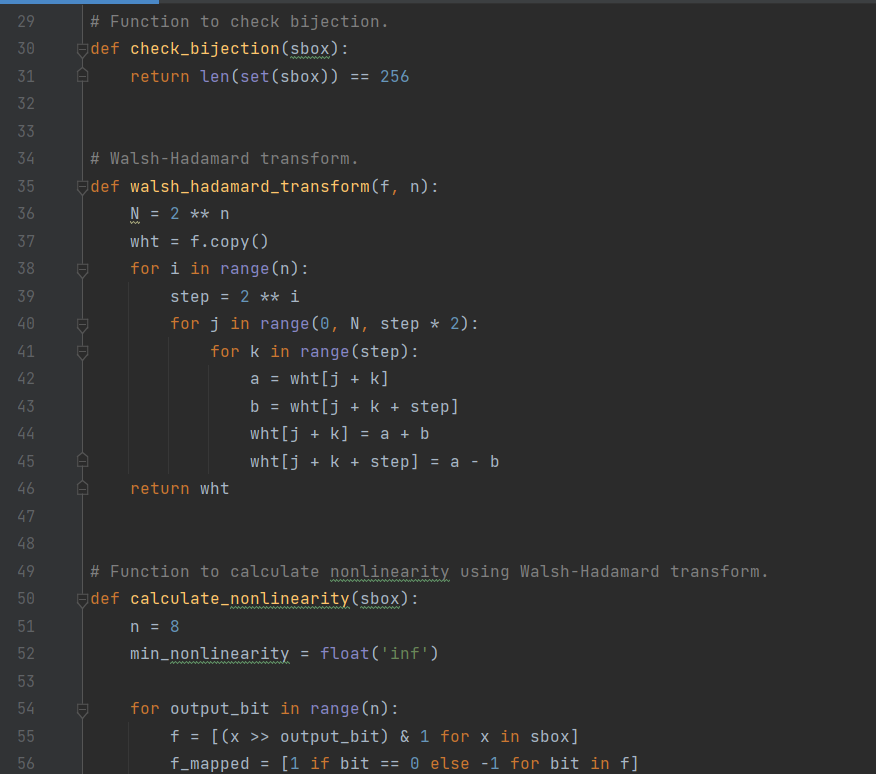 29 # Function to check bijection.
30 def check_bijection(sbox):
31     return len(set(sbox)) == 256
32
33
34 # Walsh-Hadamard transform.
35 def walsh_hadamard_transform(f, n):
36     N = 2 ** n
37     wht = f.copy()
38     for i in range(n):
39         step = 2 ** i
40         for j in range(0, N, step * 2):
41             for k in range(step):
42                 a = wht[j + k]
43                 b = wht[j + k + step]
44                 wht[j + k] = a + b
45                 wht[j + k + step] = a - b
46     return wht
47
48
49 # Function to calculate nonlinearity using Walsh-Hadamard transform.
50 def calculate_nonlinearity(sbox):
51     n = 8
52     min_nonlinearity = float('inf')
53
54     for output_bit in range(n):
55         f = [(x >> output_bit) & 1 for x in sbox]
56         f_mapped = [1 if bit == 0 else -1 for bit in f]